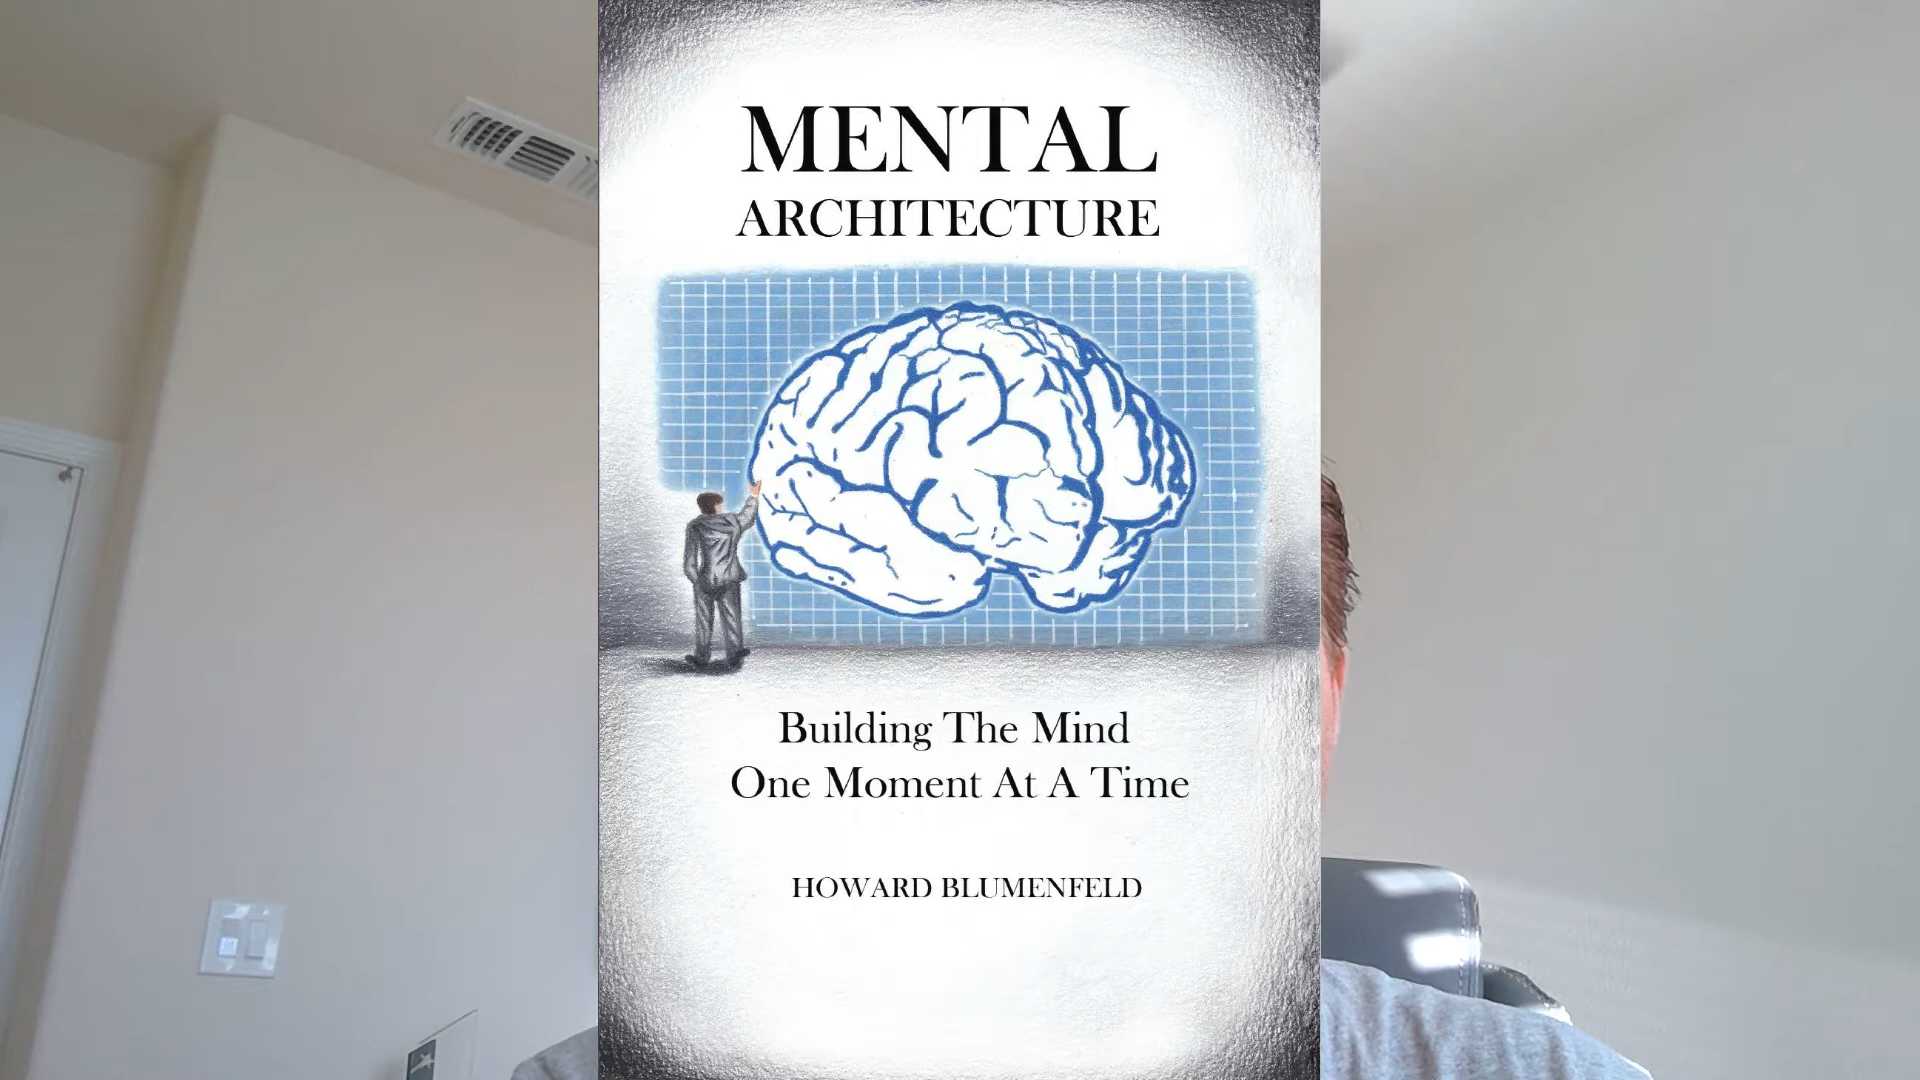 MENTAL
ARCHITECTURE
Building The Mind
One Moment At A Time
HOWARD BLUMENFELD